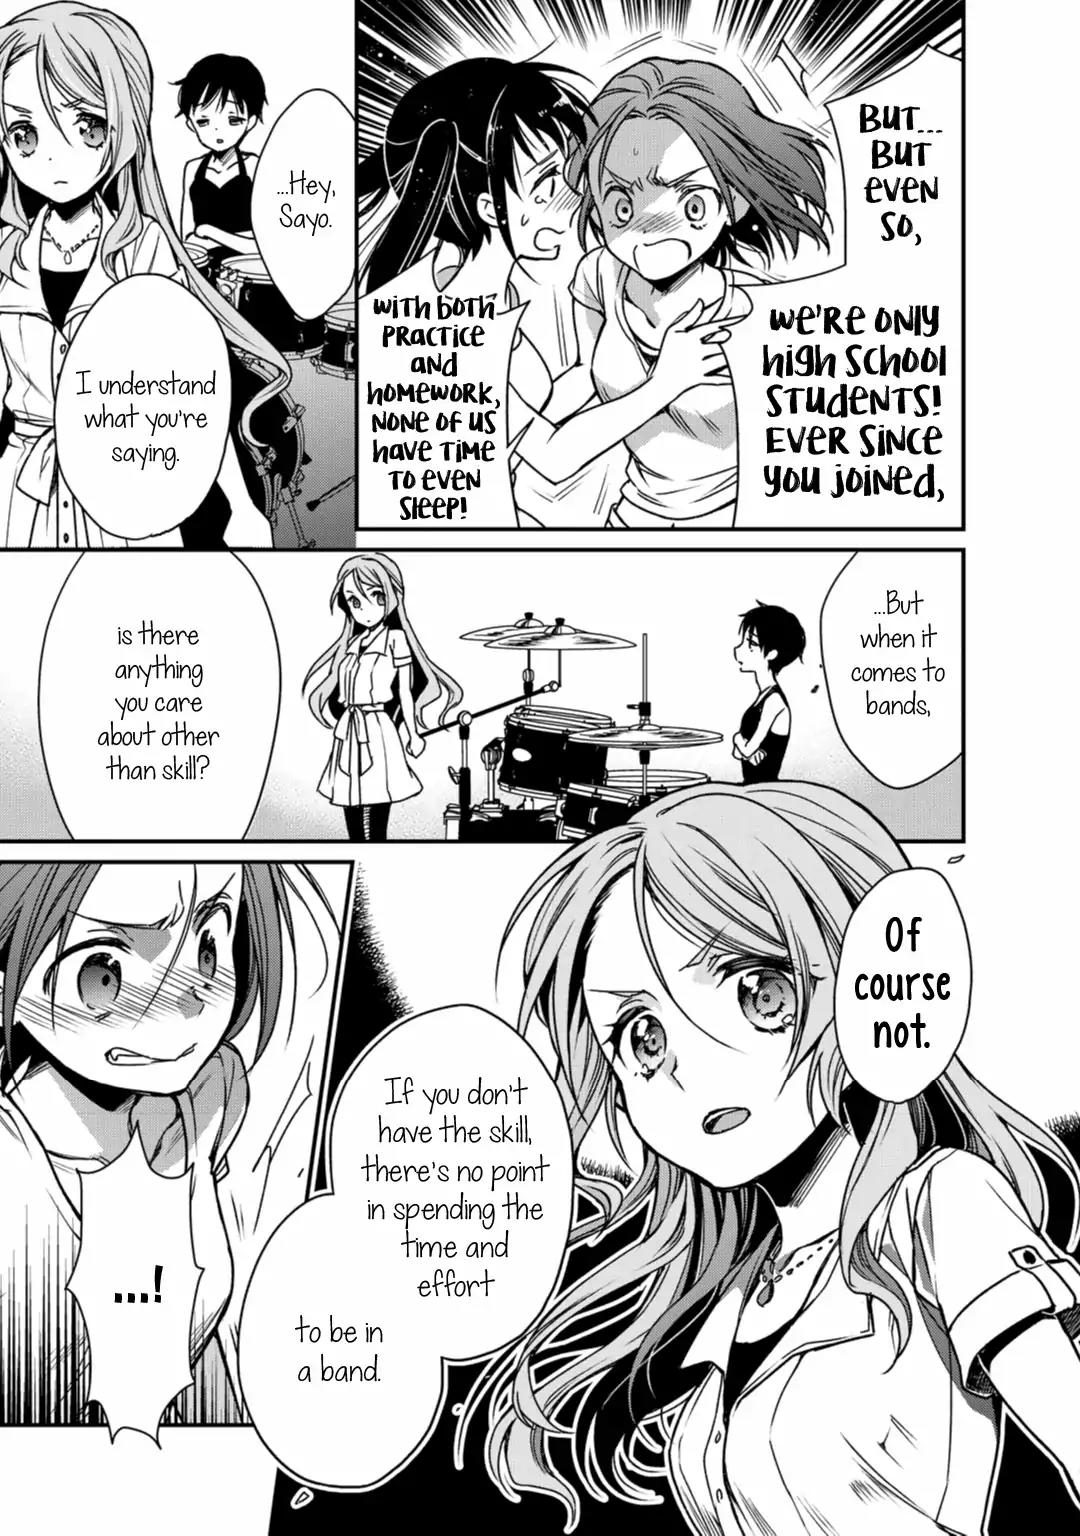 BUT...
BUT
EVEN
SO,
WE'RE ONLY
HIGH SCHOOL
STUDENTS!
EVER SINCE
YOU JOINED,
WITH BOTH
PRACTICE
AND
HOMEWORK,
NONE OF US
HAVE TIME
TO EVEN
SLEEP!
...Hey,
Sayo.
I understand
what you're
saying.
...But
when it
comes to
bands,
is there
anything
you care
about other
than skill?
Of
course
not.
If you don't
have the skill,
there's no point
in spending the
time and
effort
to be in
a band.
....!